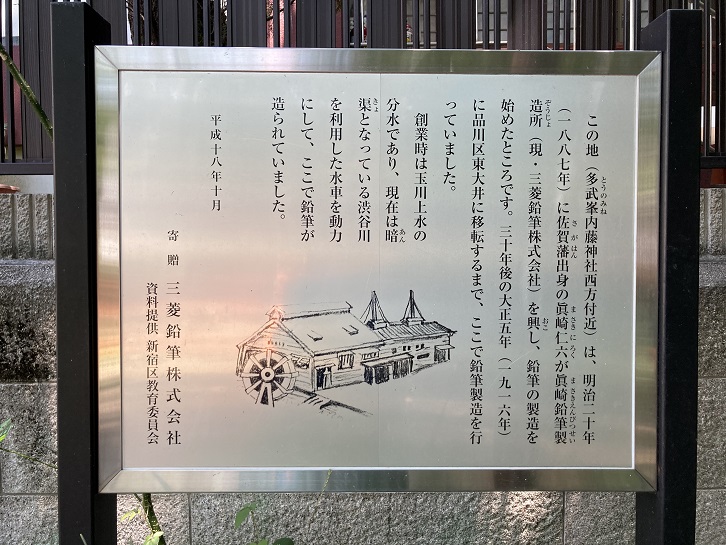 この地（多武峯内藤神社西方付近）は、明治二十年
（一八八七年）に佐賀藩出身の眞崎仁六が眞崎鉛筆製
造所（現・三菱鉛筆株式会社）を興し、鉛筆の製造を
始めたところです。三十年後の大正五年（一九一六年）
に品川区東大井に移転するまで、ここで鉛筆製造を行
っていました。
創業時は玉川上水の
分水であり、現在は暗
渠となっている渋谷川
を利用した水車を動力
にして、ここで鉛筆が
造られていました。
平成十八年十月
寄贈 三菱鉛筆株式会社
資料提供 新宿区教育委員会